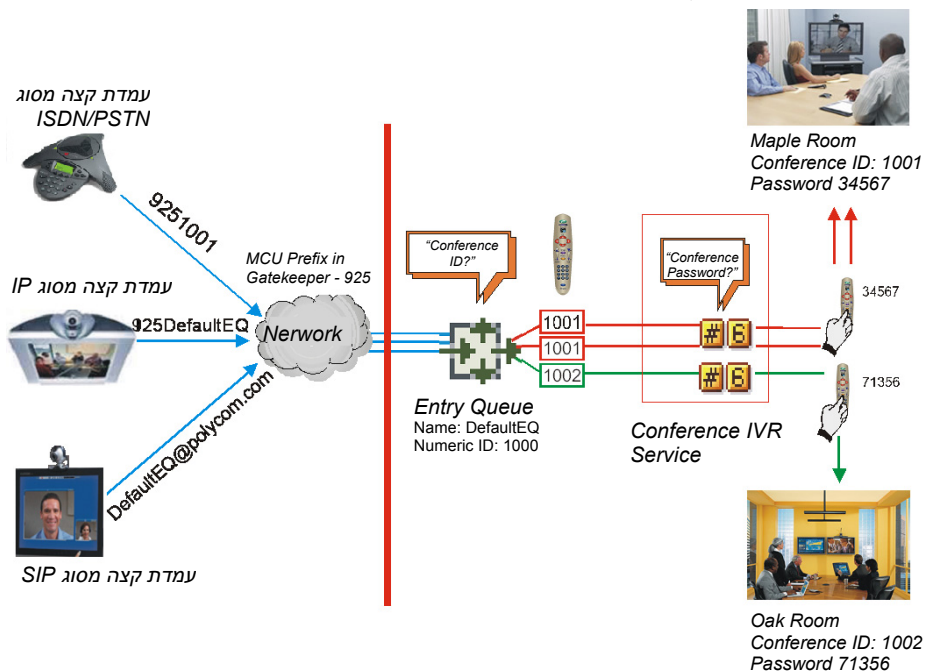 עמדת קצה מסוג
ISDN/PSTN
9251001
עמדת קצה מסוג IP
925DefaultEQ
DefaultEQ@polycom.com
עמדת קצה מסוג SIP
MCU Prefix in
Gatekeeper - 925
Nerwork
“Conference
ID?”
Entry Queue
Name: DefaultEQ
Numeric ID: 1000
1001
1001
1002
“Conference
Password?”
# 6
# 6
Conference IVR
Service
34567
71356
Maple Room
Conference ID: 1001
Password 34567
Oak Room
Conference ID: 1002
Password 71356